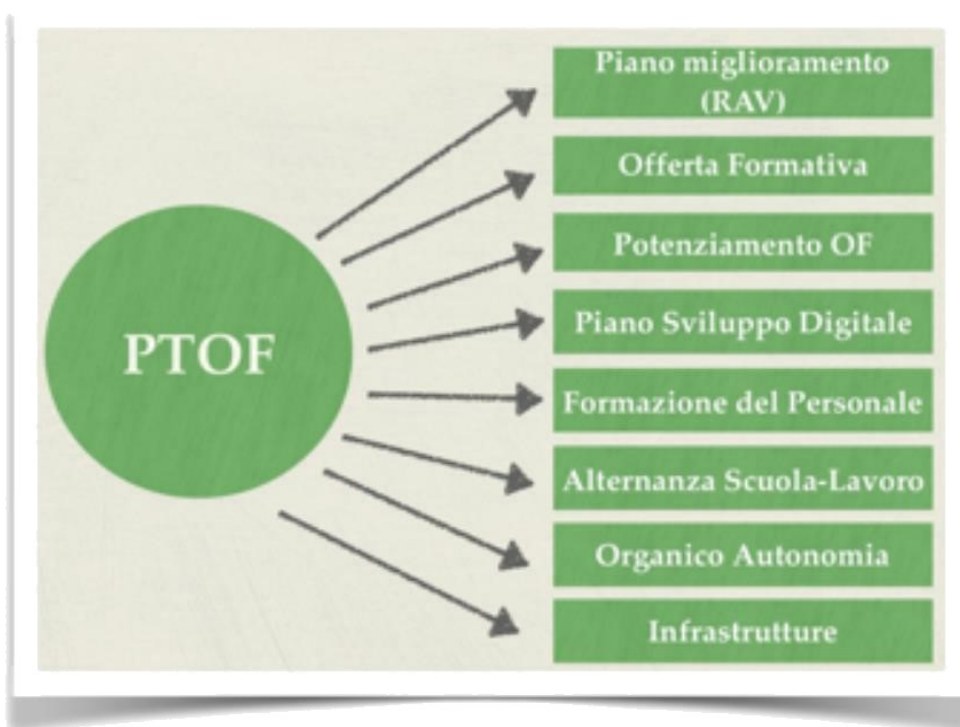 PTOF
Piano miglioramento
(RAV)
Offerta Formativa
Potenziamento OF
Piano Sviluppo Digitale
Formazione del Personale
Alternanza Scuola-Lavoro
Organico Autonomia
Infrastrutture